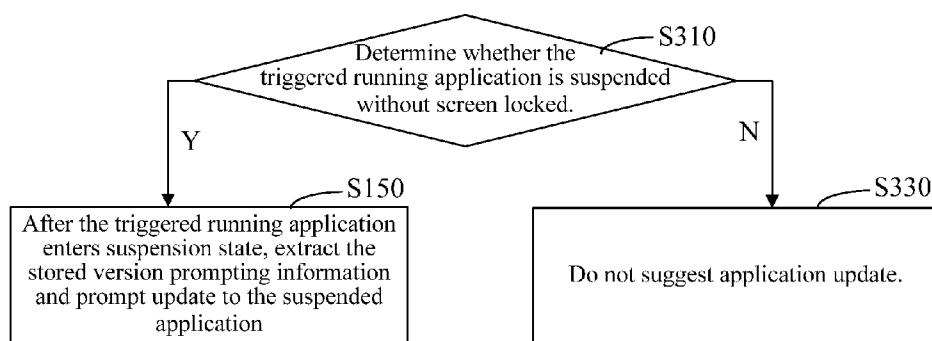 S310
Determine whether the
triggered running application is suspended
without screen locked.
Y
N
S150
After the triggered running application
enters suspension state, extract the
stored version prompting information
and prompt update to the suspended
application
S330
Do not suggest application update.